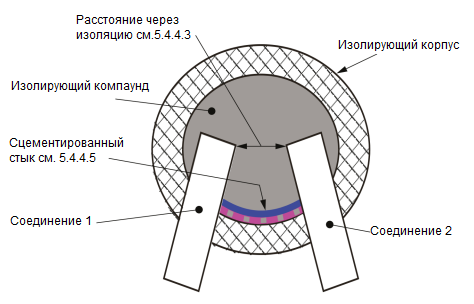 Расстояние через
изоляцию см.5.4.4.3
Изолирующий корпус
Изолирующий компаунд
Сцементированный
стык см. 5.4.4.5
Соединение 1
Соединение 2